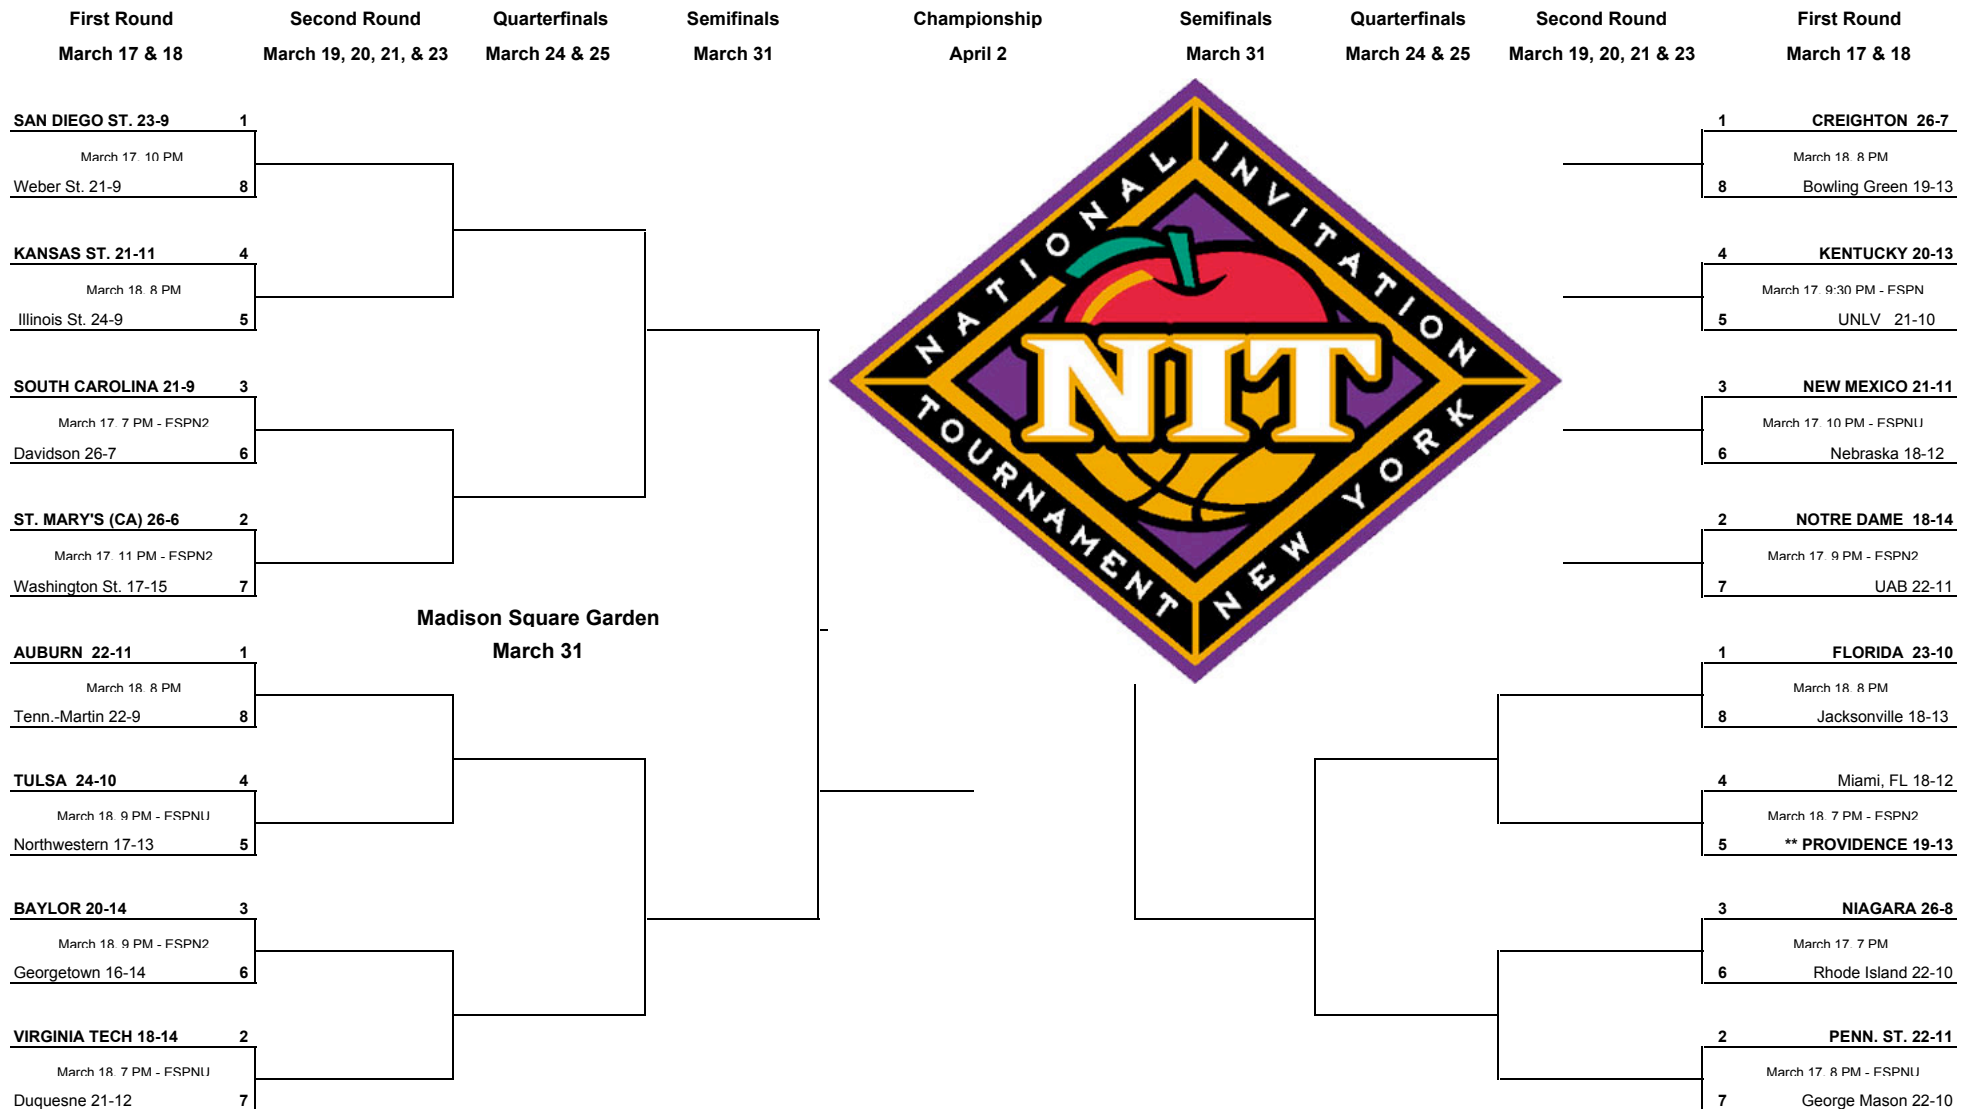 First Round Second Round Quarterfinals Semifinals Championship Semifinals Quarterfinals Second Round First Round
March 17 & 18 March 19, 20, 21, & 23 March 24 & 25 March 31 April 2 March 31 March 24 & 25 March 19, 20, 21 & 23 March 17 & 18
SAN DIEGO ST. 23-9 1
March 17, 10 PM
Weber St. 21-9 8
KANSAS ST. 21-11 4
March 18, 8 PM
Illinois St. 24-9 5
SOUTH CAROLINA 21-9 3
March 17, 7 PM - ESPN2
Davidson 26-7 6
ST. MARY'S (CA) 26-6 2
March 17, 11 PM - ESPN2
Washington St. 17-15 7
Madison Square Garden
March 31
AUBURN 22-11 1
March 18, 8 PM
Tenn.-Martin 22-9 8
TULSA 24-10 4
March 18, 9 PM - ESPNU
Northwestern 17-13 5
BAYLOR 20-14 3
March 18, 9 PM - ESPN2
Georgetown 16-14 6
VIRGINIA TECH 18-14 2
March 18, 7 PM - ESPNU
Duquesne 21-12 7
NATIONAL INVITATION
NIT
TOURNAMENT NEW YORK
1 CREIGHTON 26-7
March 18, 8 PM
8 Bowling Green 19-13
4 KENTUCKY 20-13
March 17, 9:30 PM - ESPN
5 UNLV 21-10
3 NEW MEXICO 21-11
March 17, 10 PM - ESPNU
6 Nebraska 18-12
2 NOTRE DAME 18-14
March 17, 9 PM - ESPN2
7 UAB 22-11
1 FLORIDA 23-10
March 18, 8 PM
8 Jacksonville 18-13
4 Miami, FL 18-12
March 18, 7 PM - ESPN2
5 ** PROVIDENCE 19-13
3 NIAGARA 26-8
March 17, 7 PM
6 Rhode Island 22-10
2 PENN. ST. 22-11
March 17, 8 PM - ESPNU
7 George Mason 22-10